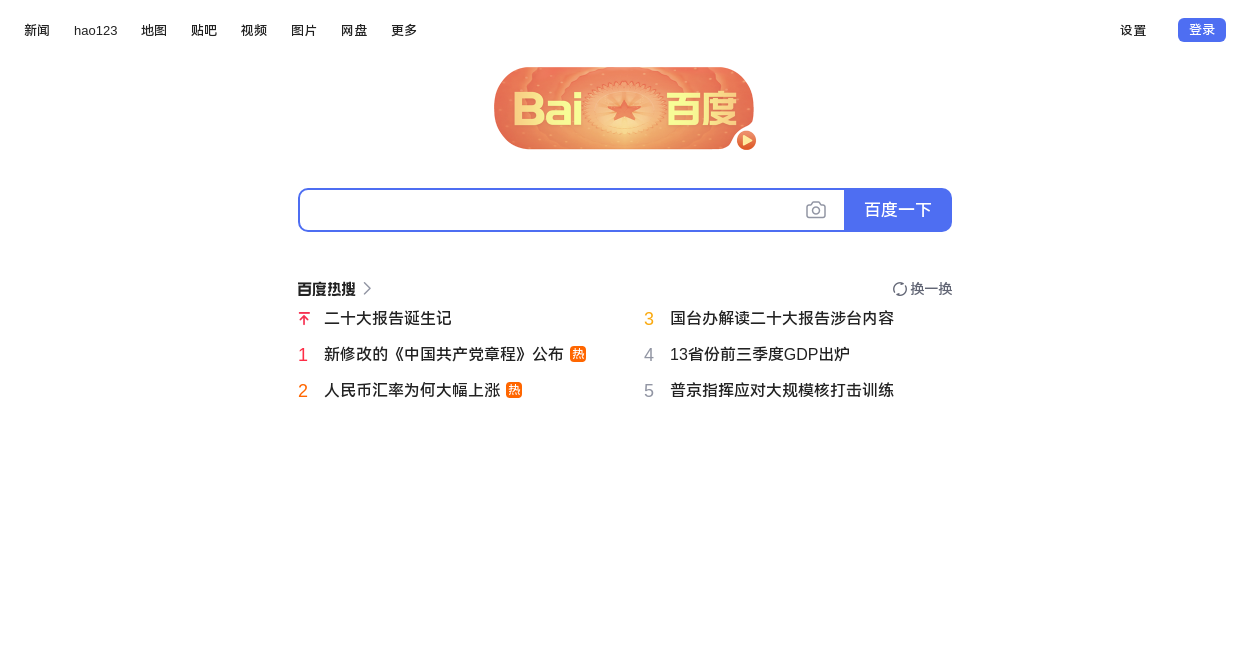 新闻 hao123 地图 贴吧 视频 图片 网盘 更多 设置 登录
Bai 百度
百度一下
百度热搜 换一换
二十大报告诞生记
3 国台办解读二十大报告涉台内容
1 新修改的《中国共产党章程》公布 热
4 13省份前三季度GDP出炉
2 人民币汇率为何大幅上涨 热
5 普京指挥应对大规模核打击训练